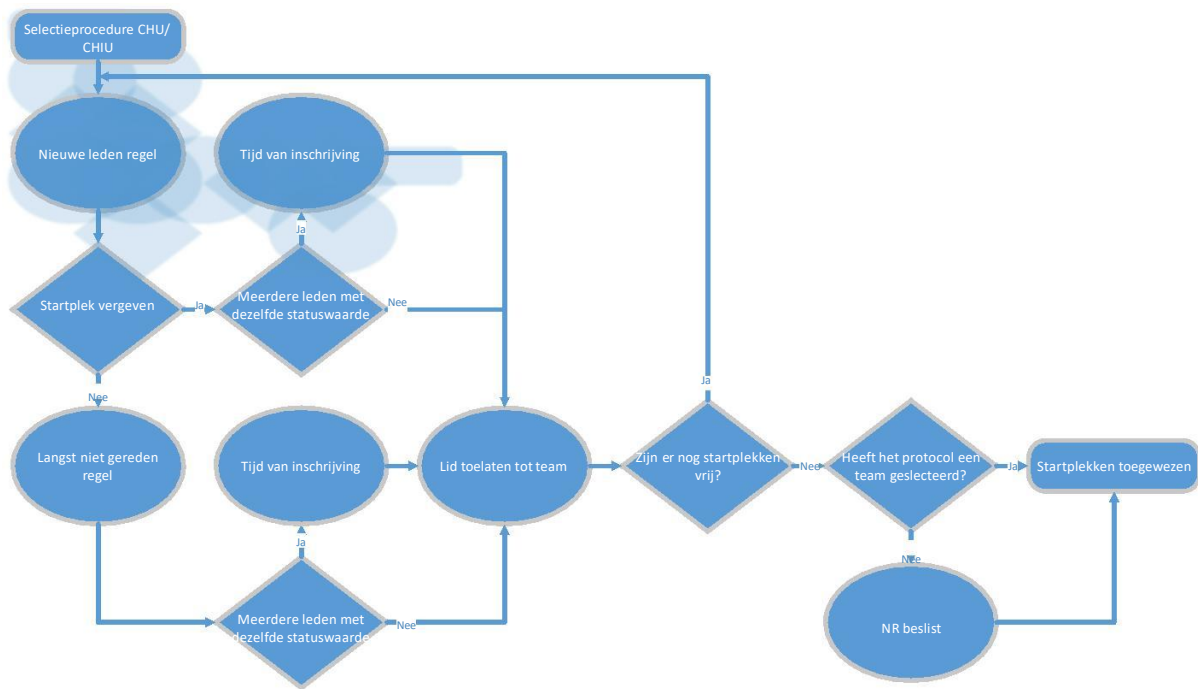 Selectieprocedure CHU/
CHIU
Nieuwe leden regel
Tijd van inschrijving
Ja
Startplek vergeven
Ja
Meerdere leden met
dezelfde statuswaarde
Nee
Nee
Ja
Langst niet gereden
regel
Tijd van inschrijving
Lid toelaten tot team
Zijn er nog startplekken
vrij?
Nee
Heeft het protocol een
team geselecteerd?
Ja
Startplekken toegewezen
Ja
Nee
Meerdere leden met
dezelfde statuswaarde
Nee
NR beslist